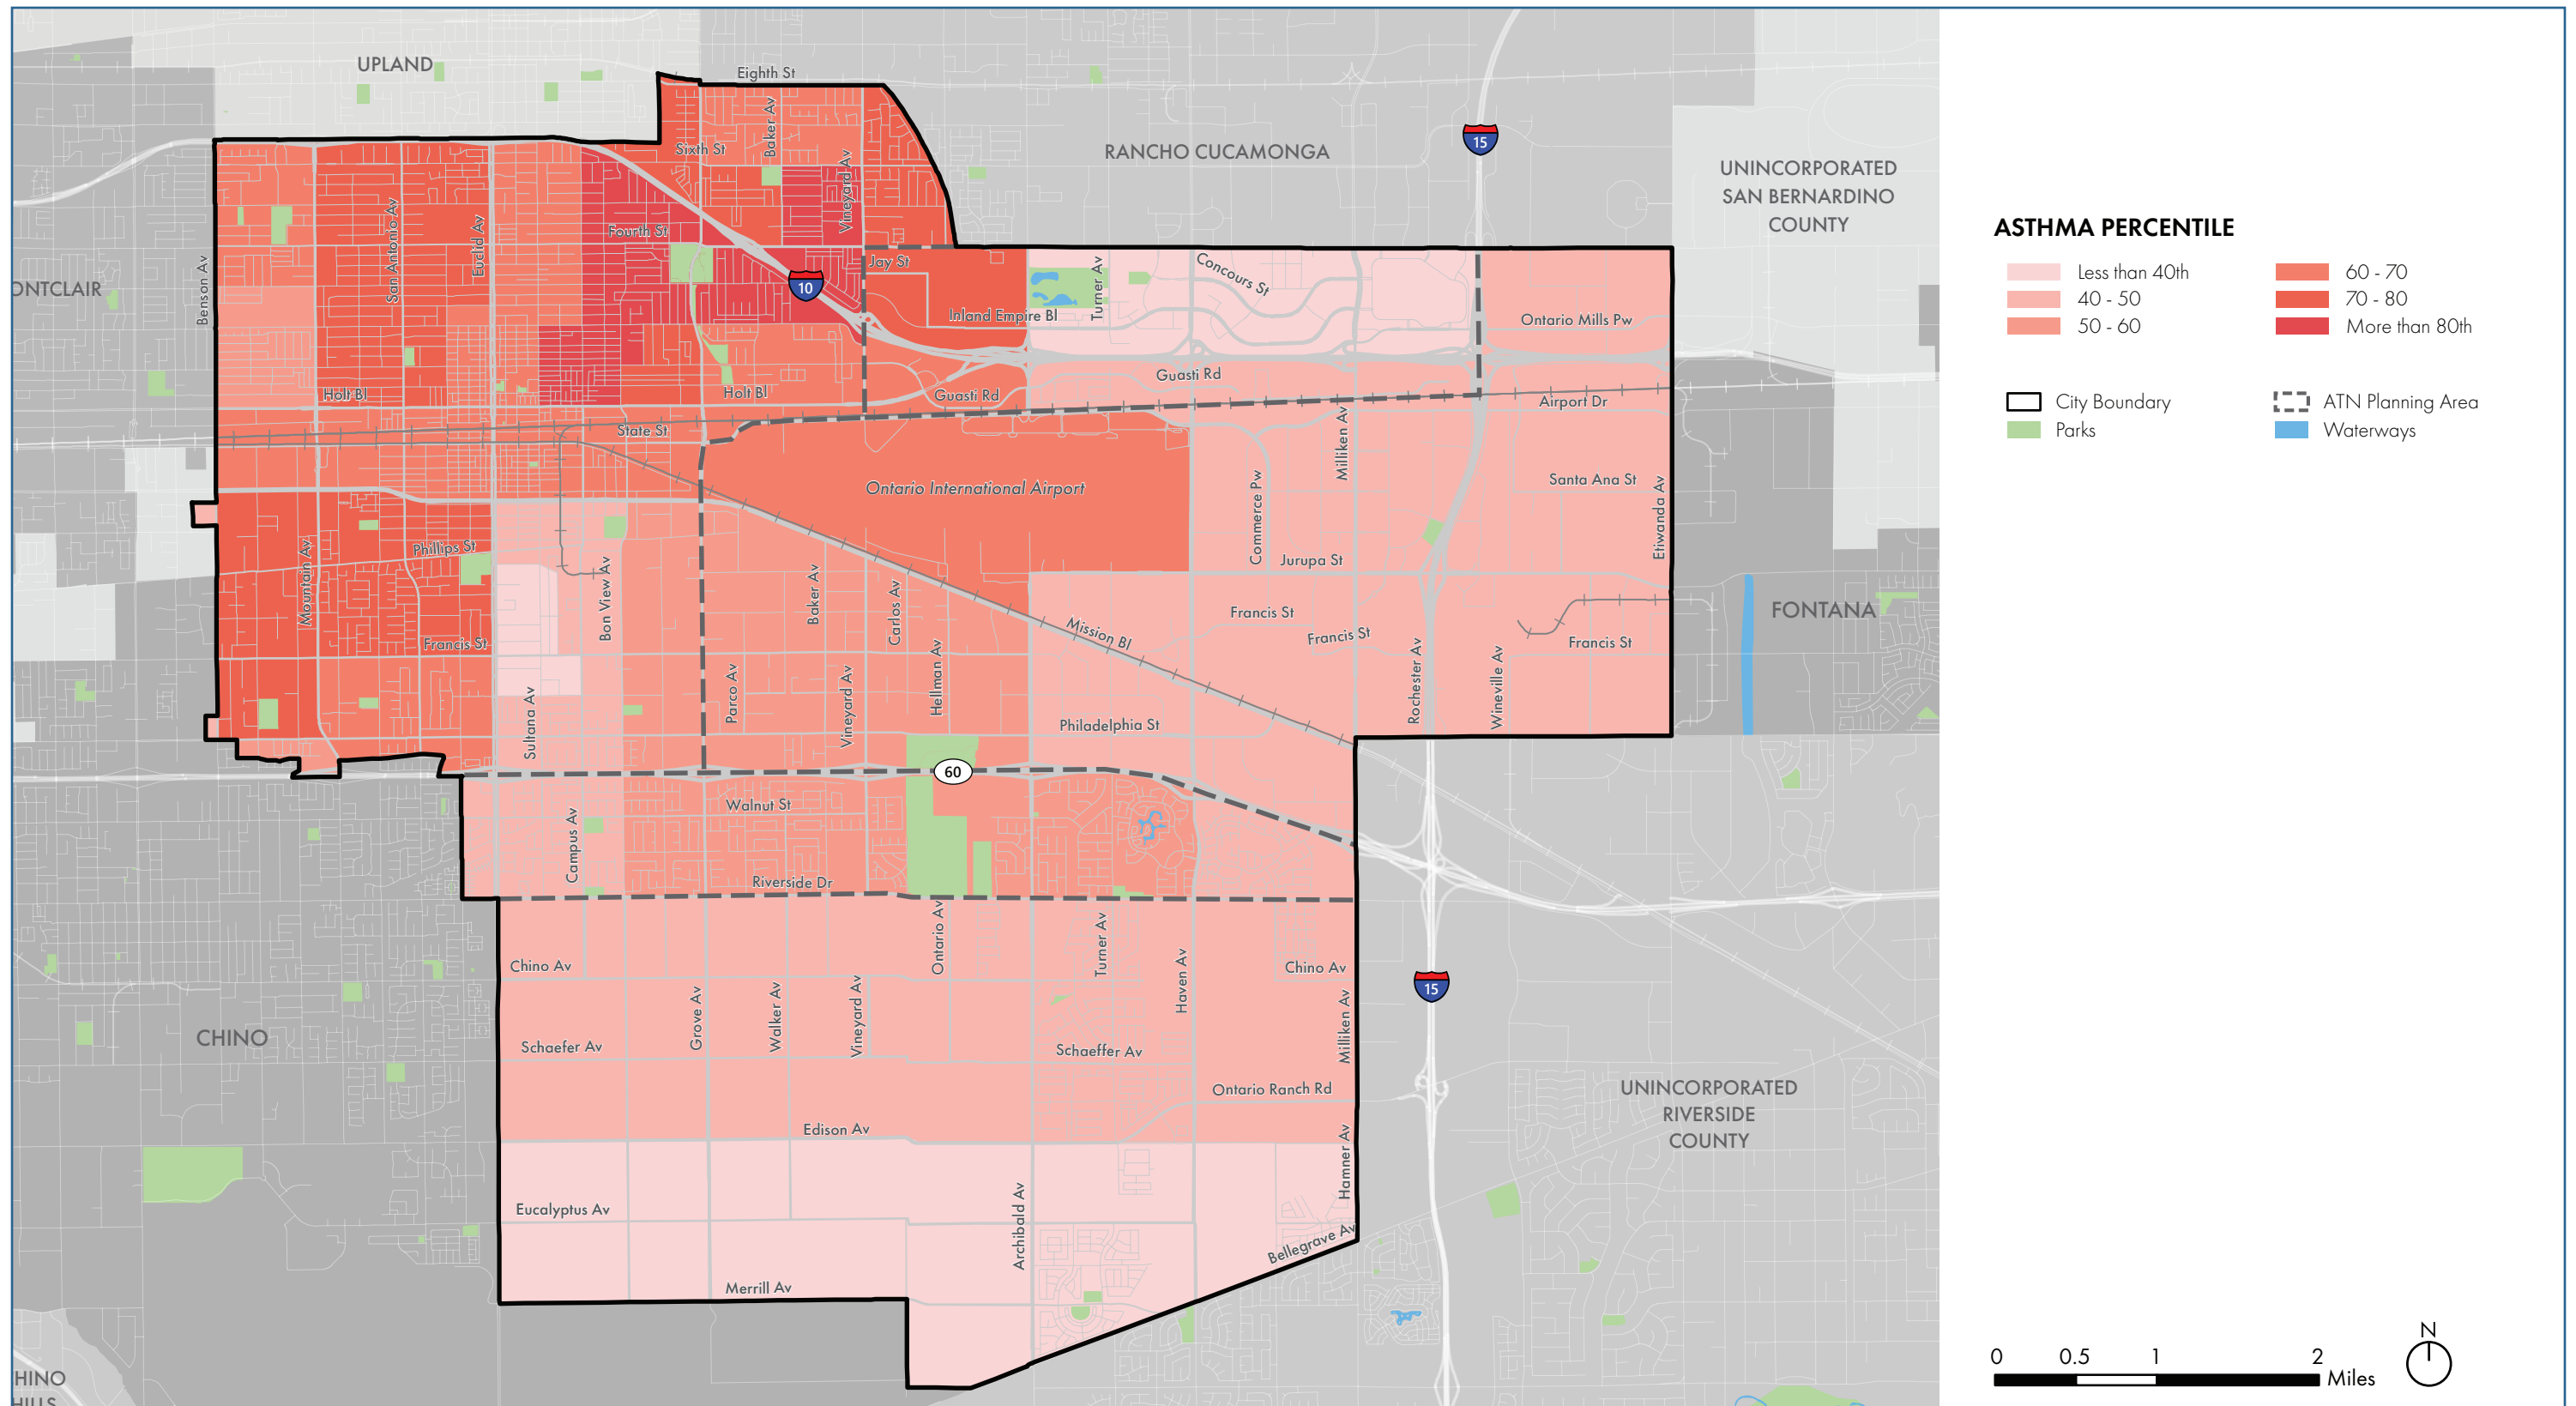 UPLAND
Eighth St
Baker Av
Sixth St
Vineyard Av
RANCHO CUCAMONGA
15
UNINCORPORATED
SAN BERNARDINO
COUNTY
ONTCLAIR
Benson Av
San Antonio Av
Euclid Av
Fourth St
10
Jay St
Inland Empire Bl
Turner Av
Concours St
Ontario Mills Pw
Holt Bl
Holt Bl
Guasti Rd
Guasti Rd
Airport Dr
State St
Milliken Av
Ontario International Airport
Commerce Pw
Santa Ana St
Etiwanda Av
Mountain Av
Phillips St
Francis St
Bon View Av
Sultana Av
Baker Av
Carlos Av
Parco Av
Vineyard Av
Hellman Av
Mission Bl
Jurupa St
Francis St
Francis St
Francis St
Rochester Av
Wineville Av
FONTANA
Philadelphia St
60
Walnut St
Campus Av
Riverside Dr
Chino Av
Ontario Av
Turner Av
Haven Av
Chino Av
Grove Av
Walker Av
Vineyard Av
Milliken Av
15
CHINO
Schaefer Av
Schaeffer Av
Ontario Ranch Rd
Edison Av
UNINCORPORATED
RIVERSIDE
COUNTY
Hamner Av
Eucalyptus Av
Archibald Av
Bellegrave Av
Merrill Av
HINO
HILLS
ASTHMA PERCENTILE
Less than 40th
40 - 50
50 - 60
60 - 70
70 - 80
More than 80th
City Boundary
Parks
ATN Planning Area
Waterways
N
0 0.5 1 2
Miles